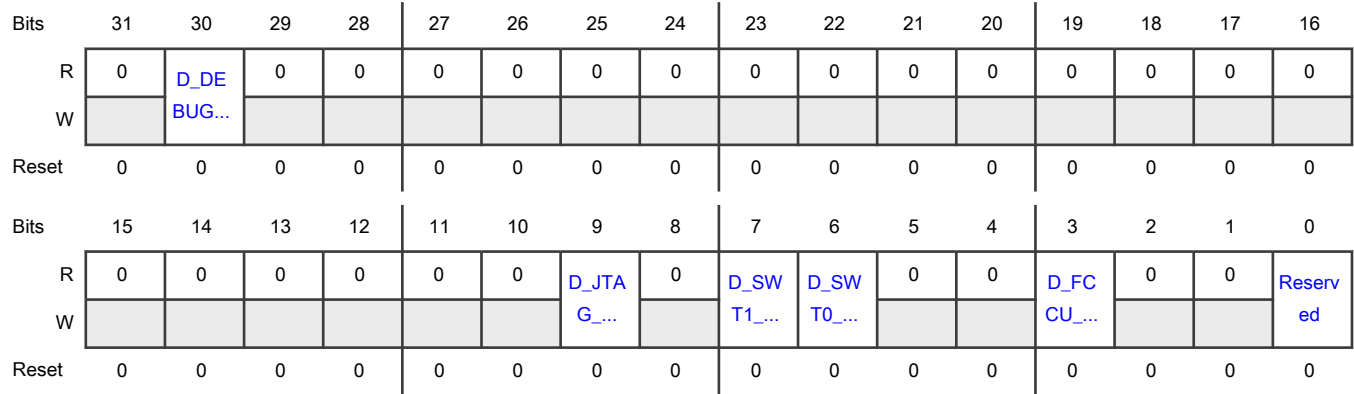 Bits 31 30 29 28 27 26 25 24 23 22 21 20 19 18 17 16
R 0 D_DE 0 0 0 0 0 0 0 0 0 0 0 0 0 0
W BUG...
Reset 0 0 0 0 0 0 0 0 0 0 0 0 0 0 0 0
Bits 15 14 13 12 11 10 9 8 7 6 5 4 3 2 1 0
R 0 0 0 0 0 0 D_JTA 0 D_SW D_SW 0 0 D_FC 0 0 Reserv
W G_... T1_... T0_... CU_... ed
Reset 0 0 0 0 0 0 0 0 0 0 0 0 0 0 0 0